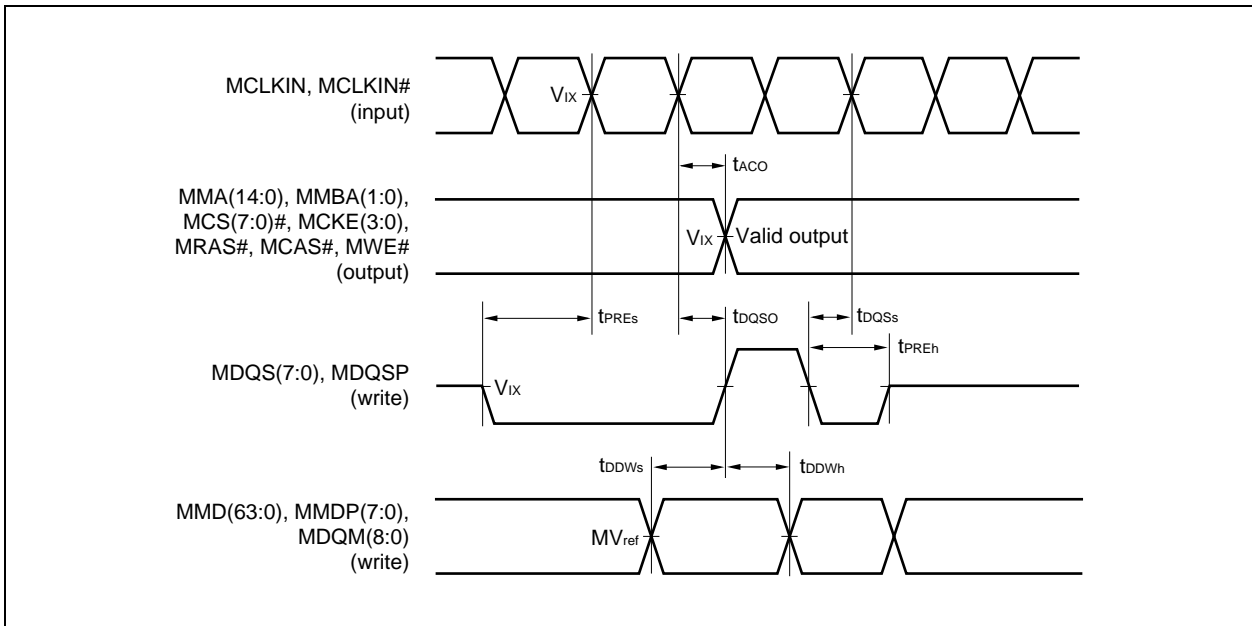 MCLKIN, MCLKIN#
(input)
VIX
tACO
MMA(14:0), MMBA(1:0),
MCS(7:0)#, MCKE(3:0),
MRAS#, MCAS#, MWE#
(output)
VIX
Valid output
tPREs
tDQSO
tDQSs
tPREh
MDQS(7:0), MDQSP
(write)
VIX
tDDWs
tDDWh
MMD(63:0), MMDP(7:0),
MDQM(8:0)
(write)
MVref